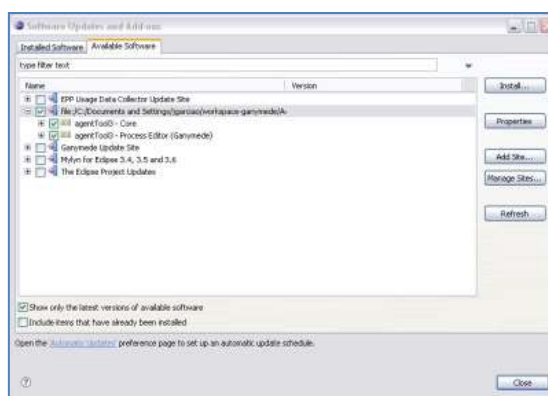 Software Updates and Add-ons
Installed Software Available Software
type filter text
Name Version
EPP Usage Data Collector Update Site
file:/C:/Documents and Settings/sgarciao/workspace-ganymede/A
agentTool3 - Core
agentTool3 - Process Editor (Ganymede)
Ganymede Update Site
Mylyn for Eclipse 3.4, 3.5 and 3.6
The Eclipse Project Updates
Install...
Properties
Add Site...
Manage Sites...
Refresh
Show only the latest versions of available software
Include items that have already been installed
Open the 'Automatic Updates' preference page to set up an automatic update schedule.
Close